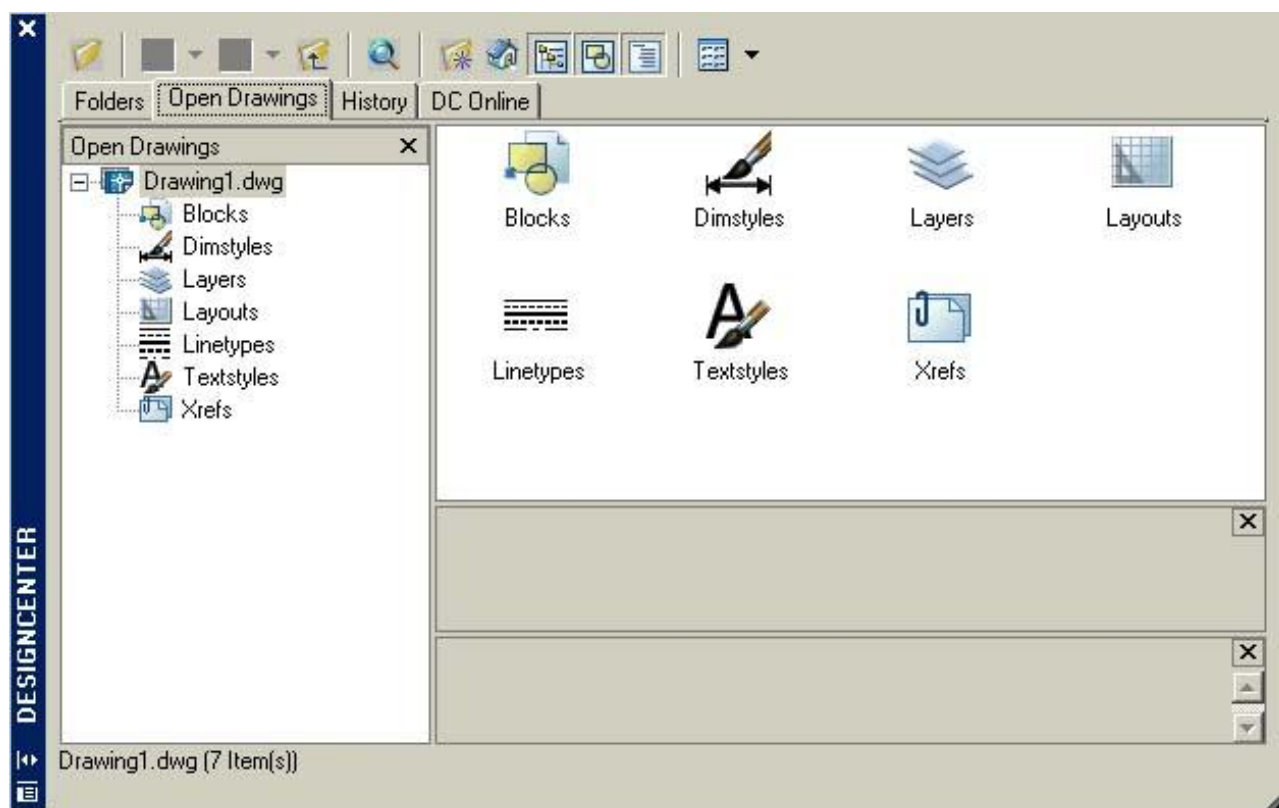 Folders Open Drawings History DC Online
Open Drawings
Drawing1.dwg
Blocks
Dimstyles
Layers
Layouts
Linetypes
Textstyles
Xrefs
Blocks Dimstyles Layers Layouts
Linetypes Textstyles Xrefs
DESIGNCENTER
Drawing1.dwg (7 Item(s))